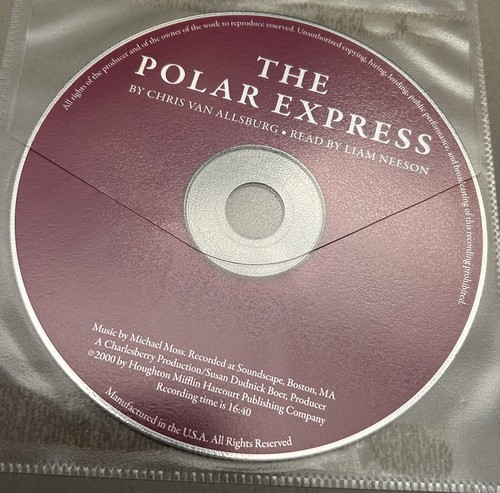 All rights of the producer and of the owner of the work to reproduce reserved. Unauthorized copying, hiring, lending, public performance, and broadcasting of this recording prohibited.
THE
POLAR EXPRESS
BY CHRIS VAN ALLSBURG • READ BY LIAM NEESON
Music by Michael Moss. Recorded at Soundscape, Boston, MA
A Charlesberry Production/Susan Dudnick Boer, Producer
℗2000 by Houghton Mifflin Harcourt Publishing Company
Recording time is 16:40
Manufactured in the U.S.A. All Rights Reserved